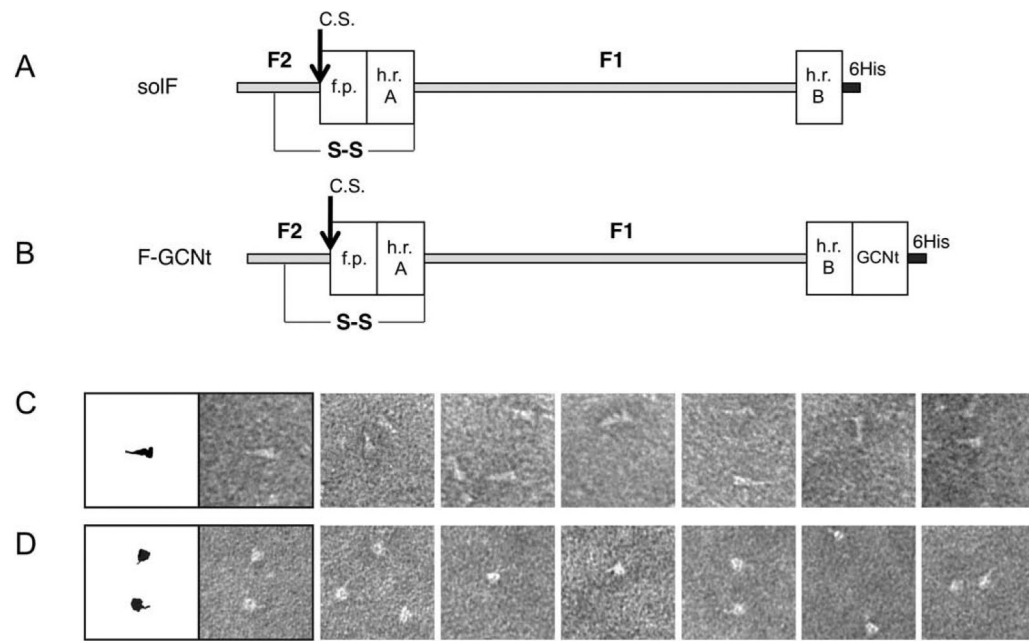 C.S.
A
F2
F1
6His
solF
f.p.
h.r.
A
h.r.
B
S-S
C.S.
B
F2
F1
6His
F-GCNt
f.p.
h.r.
A
h.r.
B
GCNt
S-S
C
D